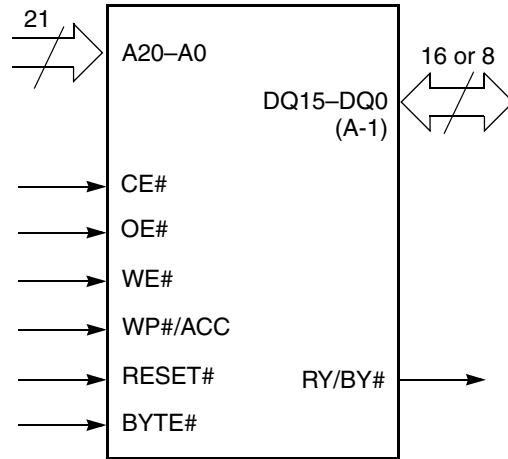 21
A20–A0
16 or 8
DQ15–DQ0
(A-1)
CE#
OE#
WE#
WP#/ACC
RESET#
RY/BY#
BYTE#